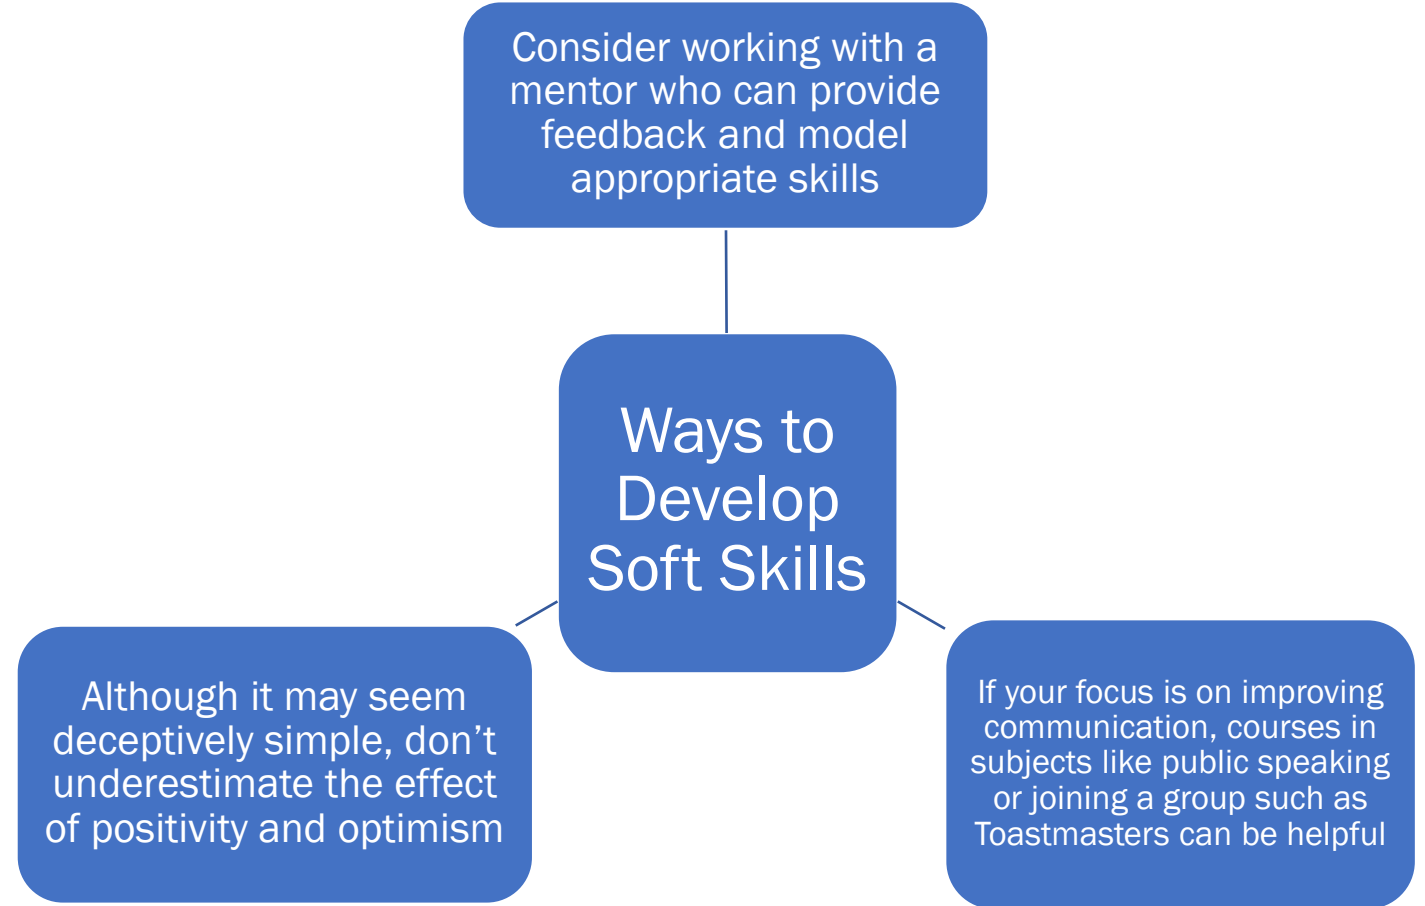 Consider working with a
mentor who can provide
feedback and model
appropriate skills
Ways to
Develop
Soft Skills
Although it may seem
deceptively simple, don’t
underestimate the effect
of positivity and optimism
If your focus is on improving
communication, courses in
subjects like public speaking
or joining a group such as
Toastmasters can be helpful